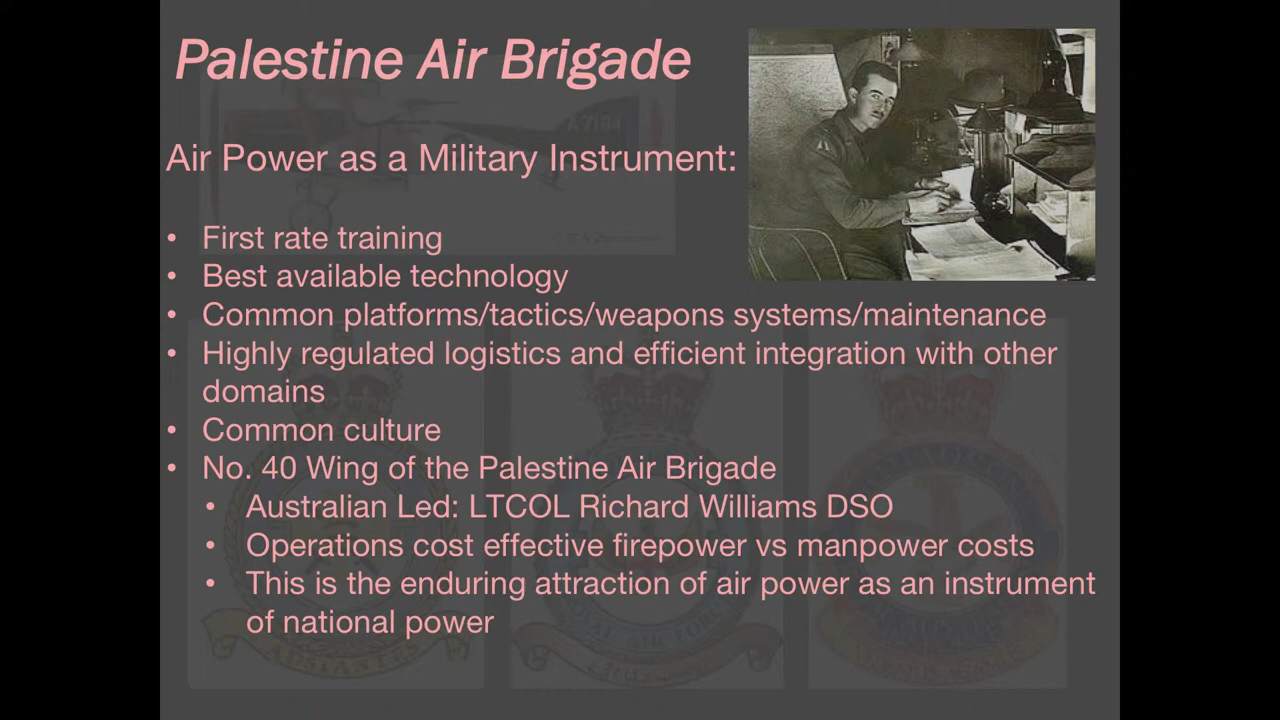 Palestine Air Brigade
Air Power as a Military Instrument:
• First rate training
• Best available technology
• Common platforms/tactics/weapons systems/maintenance
• Highly regulated logistics and efficient integration with other
domains
• Common culture
• No. 40 Wing of the Palestine Air Brigade
• Australian Led: LTCOL Richard Williams DSO
• Operations cost effective firepower vs manpower costs
• This is the enduring attraction of air power as an instrument
of national power
A7194